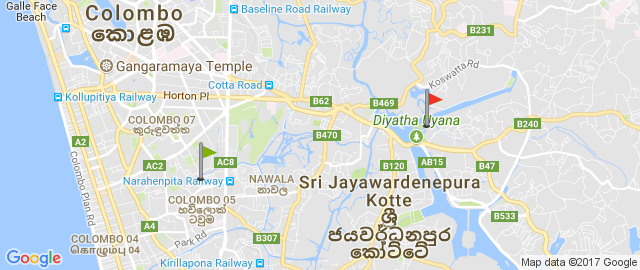 Galle Face
Beach
Colombo
කොළඹ
Baseline Road Railway
B231
Gangaramaya Temple
Koswatta Rd
Cotta Road
Kollupitiya Railway
Horton Pl
B62
B469
Diyatha Uyana
B240
COLOMBO 07
කුරුඳුවත්ත
A2
B470
AC2
AC8
B120
AB15
B47
Narahenpita Railway
NAWALA
නාවල
Sri Jayawardenepura
Kotte
ශ්‍රී
ජයවර්ධනපුර
කෝට්ටේ
COLOMBO 05
හැව්ලොක්
ටවුම
Colombo Plan Rd
A4
Park Rd
B533
COLOMBO 04
කොළඹ 04
B307
Kirillapona Railway
Google
Map data ©2017 Google